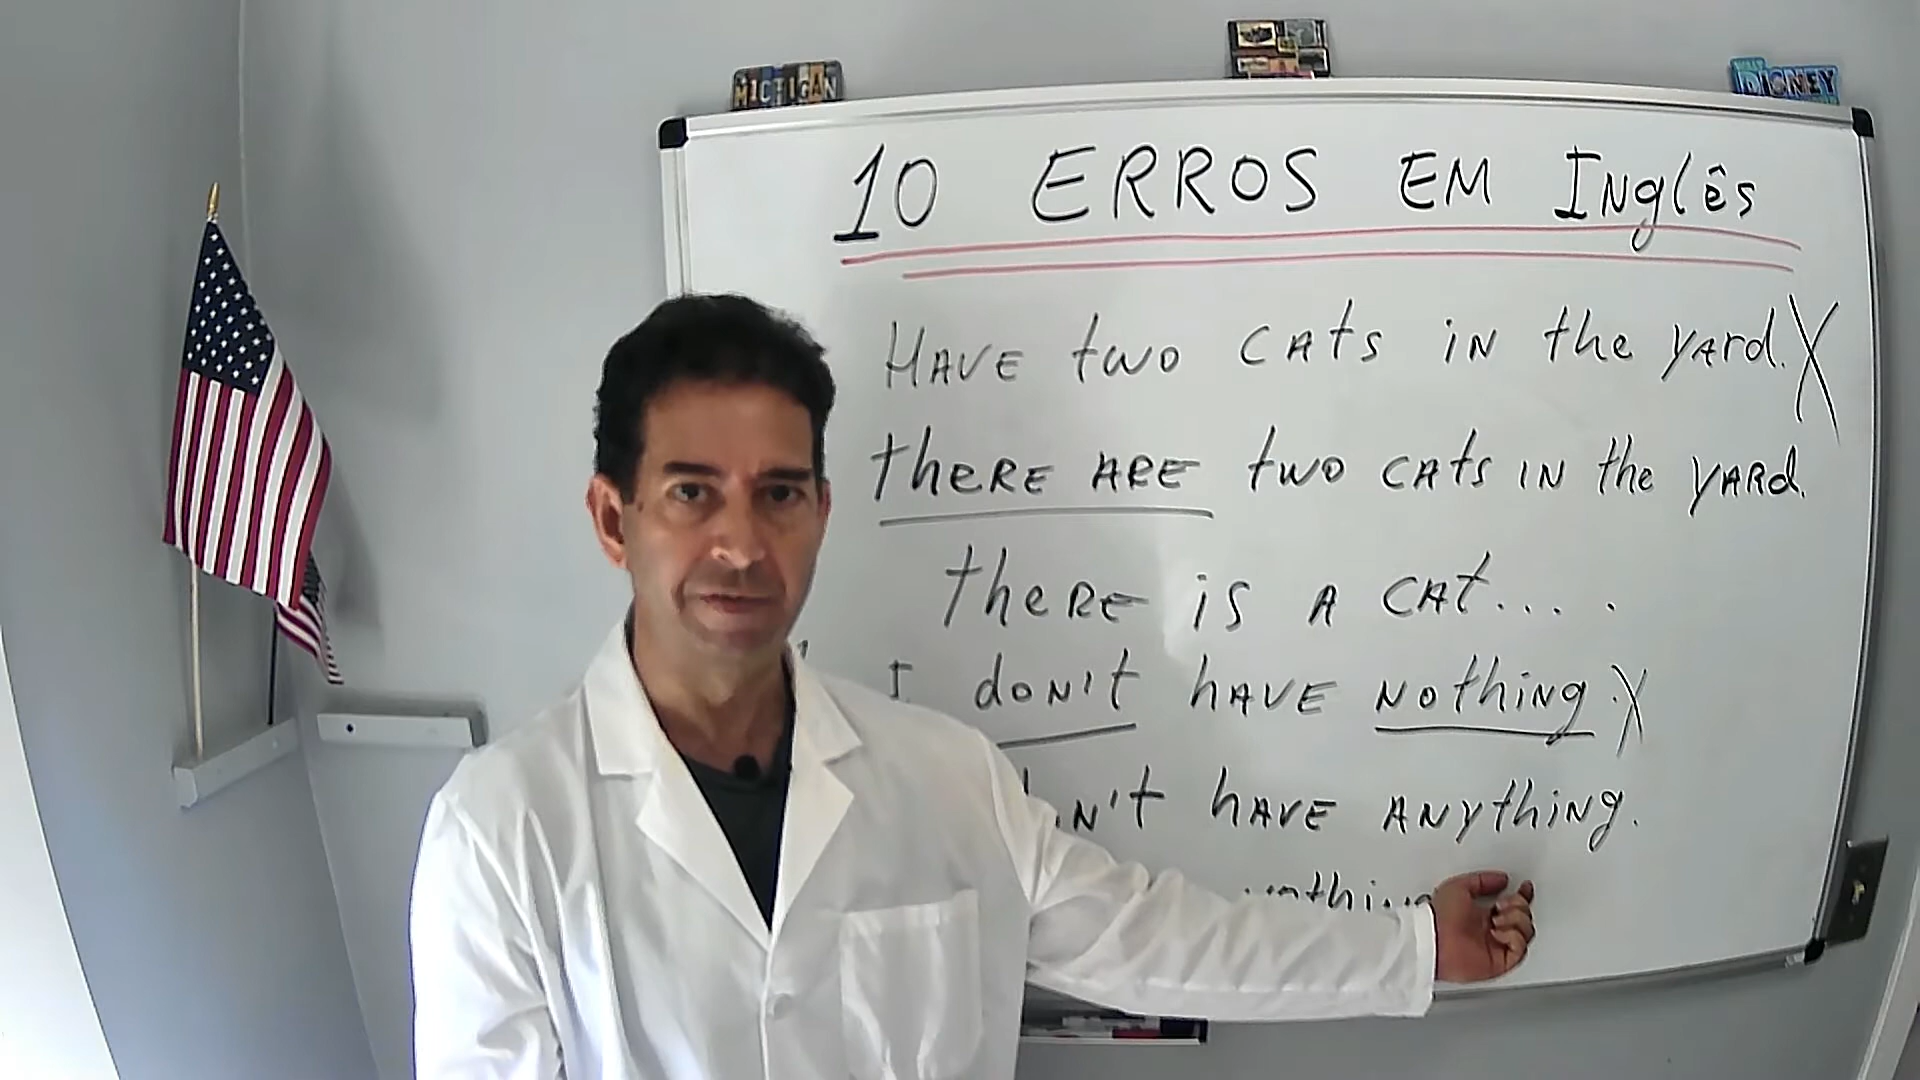 MICHIGAN
DISNEY
10 ERROS EM Inglês
HAVE two CAts iN the yARd. X
theRE ARE two CAts iN the yARd.
theRE is A CAt....
I doN't hAVE Nothing. X
N't hAVE ANythiNg.